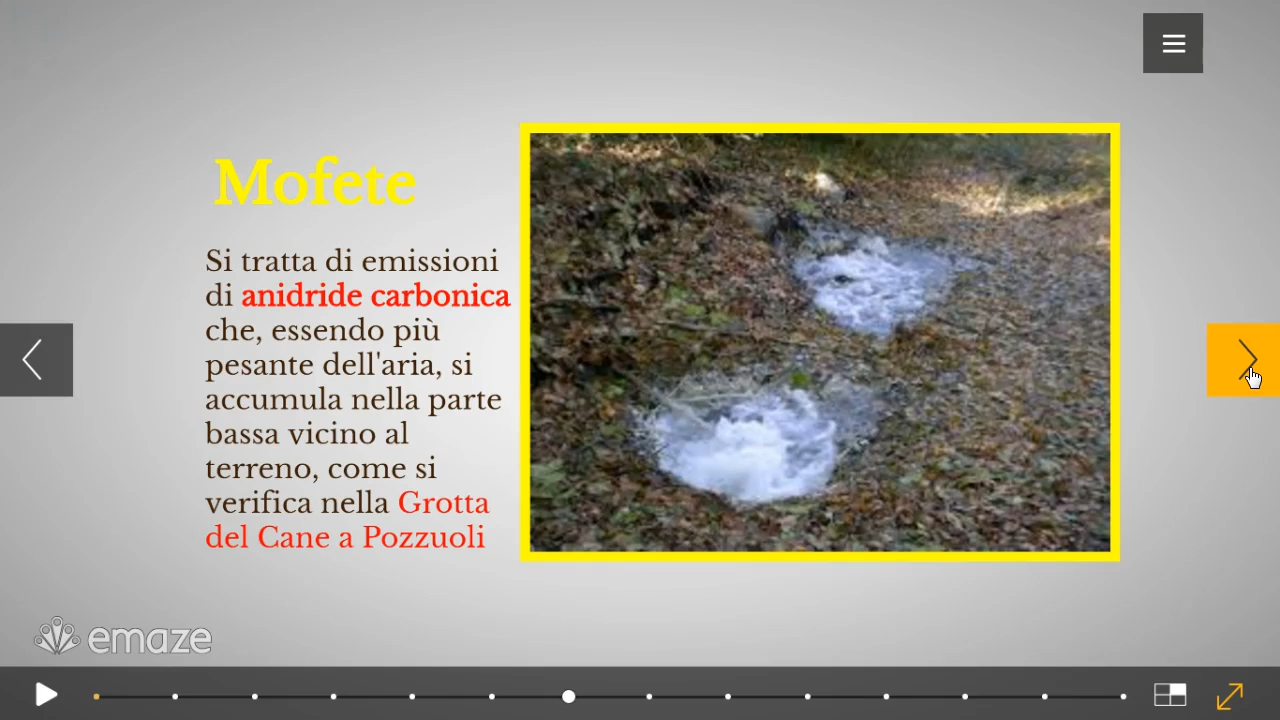 Mofete
Si tratta di emissioni
di anidride carbonica
che, essendo più
pesante dell'aria, si
accumula nella parte
bassa vicino al
terreno, come si
verifica nella Grotta
del Cane a Pozzuoli
emaze